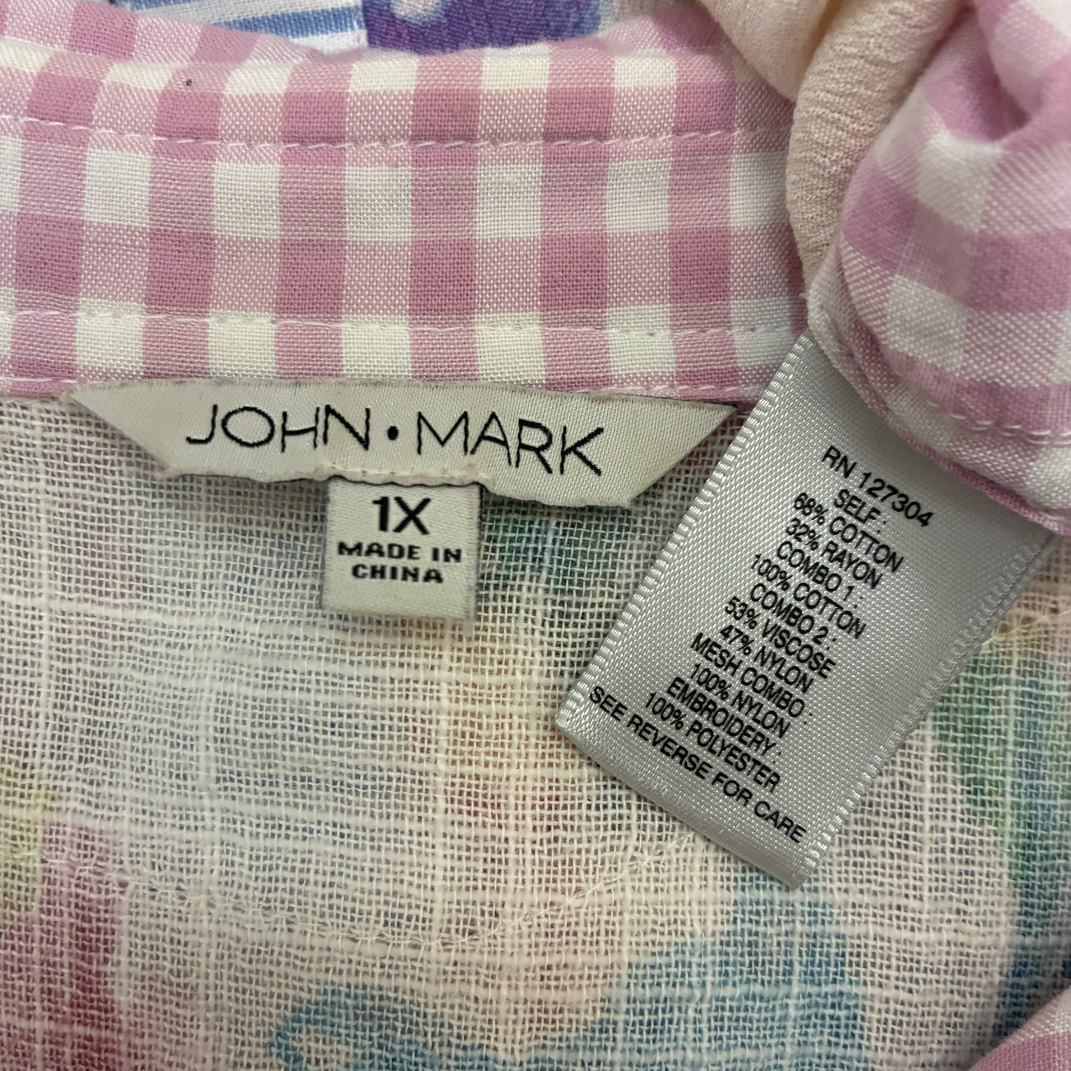 JOHN • MARK
1X
MADE IN
CHINA
RN 127304
SELF :
68% COTTON
32% RAYON
COMBO 1 :
100% COTTON
COMBO 2 :
53% VISCOSE
47% NYLON
MESH COMBO :
100% NYLON
EMBROIDERY :
100% POLYESTER
SEE REVERSE FOR CARE